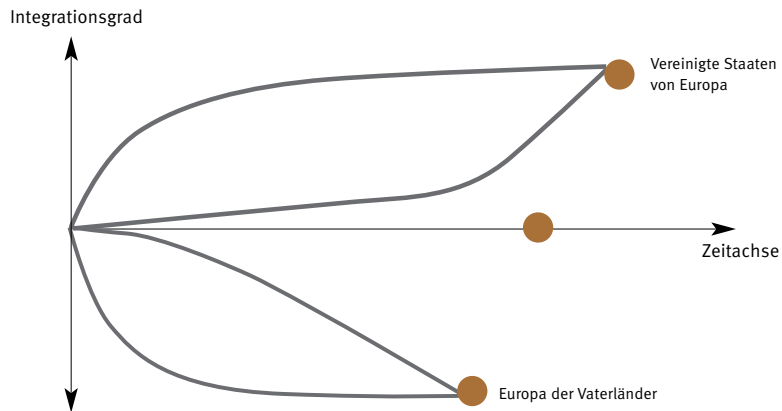 Integrationsgrad
Vereinigte Staaten
von Europa
Zeitachse
Europa der Vaterländer